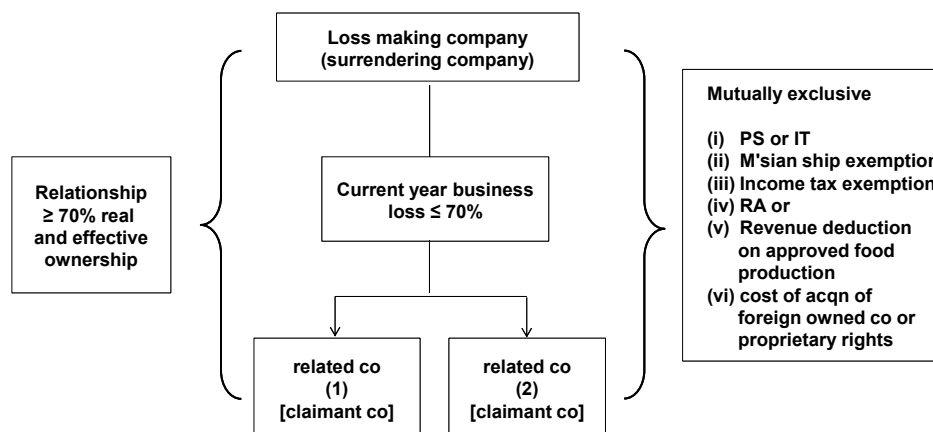 Loss making company
(surrendering company)
Relationship
≥ 70% real
and effective
ownership
Current year business
loss ≤ 70%
related co
(1)
[claimant co]
related co
(2)
[claimant co]
Mutually exclusive
(i) PS or IT
(ii) M'sian ship exemption
(iii) Income tax exemption
(iv) RA or
(v) Revenue deduction
on approved food
production
(vi) cost of acqn of
foreign owned co or
proprietary rights